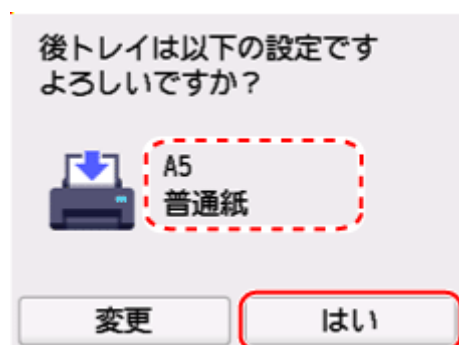 後トレイは以下の設定です
よろしいですか？
A5
普通紙
変更
はい